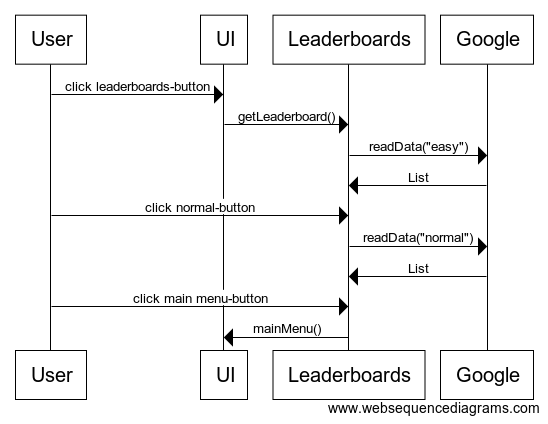 User UI Leaderboards Google
click leaderboards-button
getLeaderboard()
readData("easy")
List
click normal-button
readData("normal")
List
click main menu-button
mainMenu()
User UI Leaderboards Google
www.websequencediagrams.com